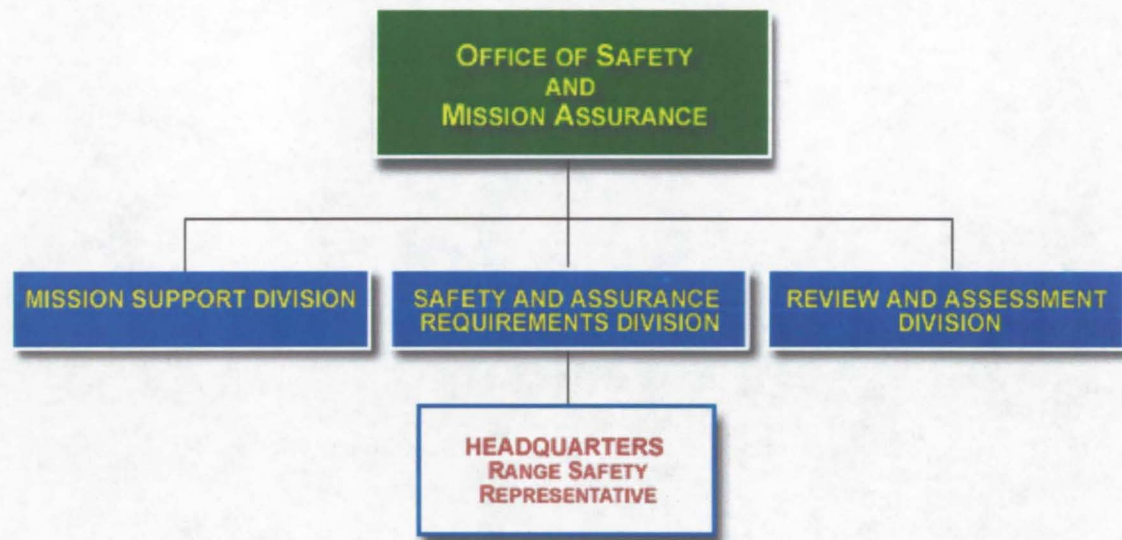 OFFICE OF SAFETY
AND
MISSION ASSURANCE
MISSION SUPPORT DIVISION
SAFETY AND ASSURANCE
REQUIREMENTS DIVISION
REVIEW AND ASSESSMENT
DIVISION
HEADQUARTERS
RANGE SAFETY
REPRESENTATIVE